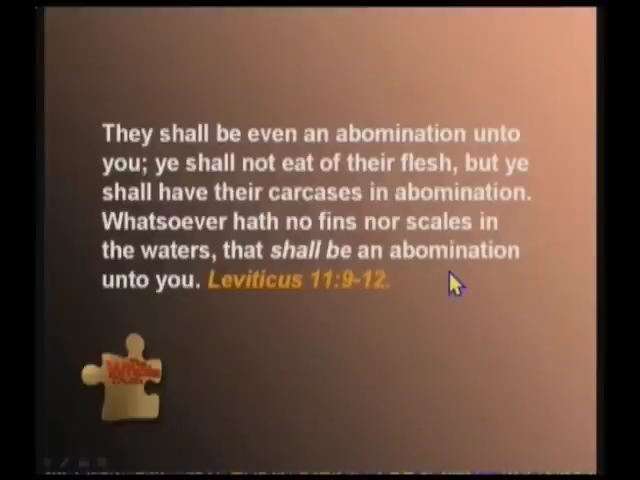 They shall be even an abomination unto
you; ye shall not eat of their flesh, but ye
shall have their carcases in abomination.
Whatsoever hath no fins nor scales in
the waters, that shall be an abomination
unto you. Leviticus 11:9-12.